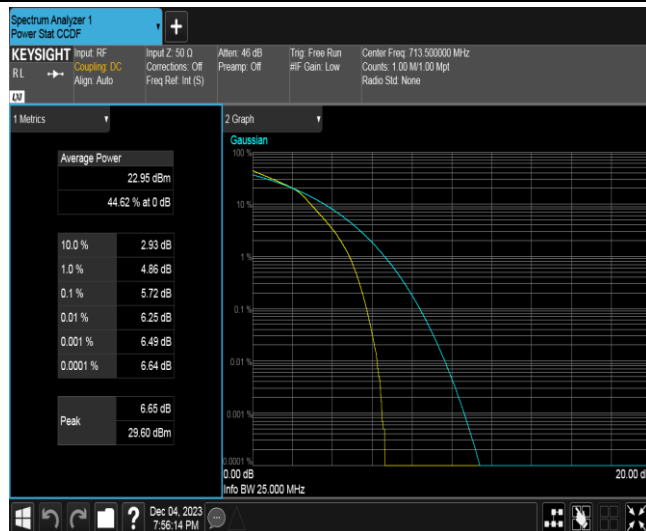 Spectrum Analyzer 1
Power Stat CCDF
+
KEYSIGHT
RL
Input: RF
Coupling: DC
Align: Auto
Input Z: 50 Ω
Corrections: Off
Freq Ref: Int (S)
Atten: 46 dB
Preamp: Off
Trig: Free Run
#IF Gain: Low
Center Freq: 713.500000 MHz
Counts: 1.00 M/1.00 Mpt
Radio Std: None
1 Metrics
Average Power
22.95 dBm
44.62 % at 0 dB
10.0 % 2.93 dB
1.0 % 4.86 dB
0.1 % 5.72 dB
0.01 % 6.25 dB
0.001 % 6.49 dB
0.0001 % 6.64 dB
Peak
6.65 dB
29.60 dBm
2 Graph
Gaussian
100 %
10 %
1 %
0.1 %
0.01 %
0.001 %
0.0001 %
0.00 dB
20.00 d
Info BW 25.000 MHz
?
Dec 04, 2023
7:56:14 PM